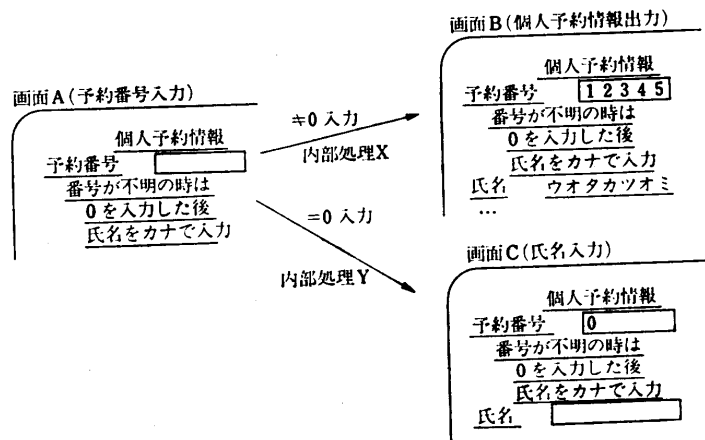 画面A(予約番号入力)
個人予約情報
予約番号
番号が不明の時は
0を入力した後
氏名をカナで入力
≠0 入力
内部処理X
=0 入力
内部処理Y
画面B(個人予約情報出力)
個人予約情報
予約番号 12345
番号が不明の時は
0を入力した後
氏名をカナで入力
氏名 ウオタカツオミ
…
画面C(氏名入力)
個人予約情報
予約番号 0
番号が不明の時は
0を入力した後
氏名をカナで入力
氏名